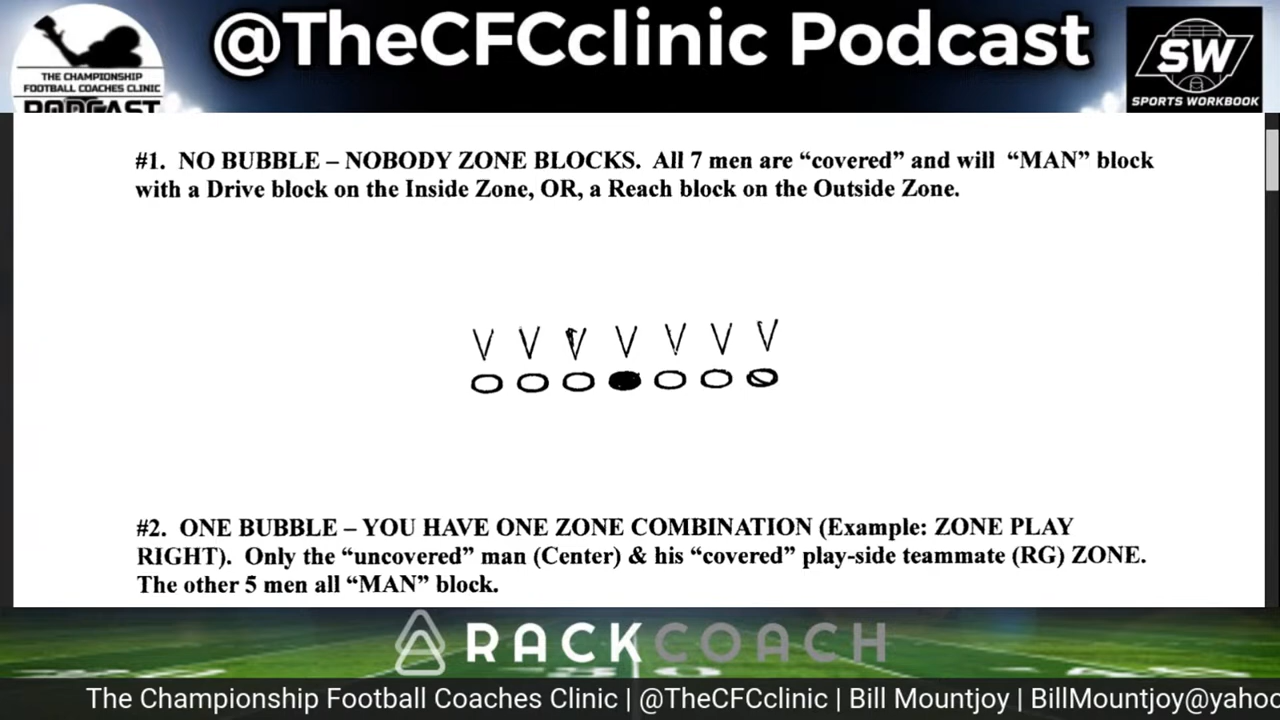 @TheCFCclinic Podcast
THE CHAMPIONSHIP
FOOTBALL COACHES CLINIC
PODCAST
SW
SPORTS WORKBOOK
#1. NO BUBBLE – NOBODY ZONE BLOCKS. All 7 men are “covered” and will “MAN” block
with a Drive block on the Inside Zone, OR, a Reach block on the Outside Zone.
V V V V V V V
#2. ONE BUBBLE – YOU HAVE ONE ZONE COMBINATION (Example: ZONE PLAY
RIGHT). Only the “uncovered” man (Center) & his “covered” play-side teammate (RG) ZONE.
The other 5 men all “MAN” block.
RACKCOACH
The Championship Football Coaches Clinic | @TheCFCclinic | Bill Mountjoy | BillMountjoy@yahoo